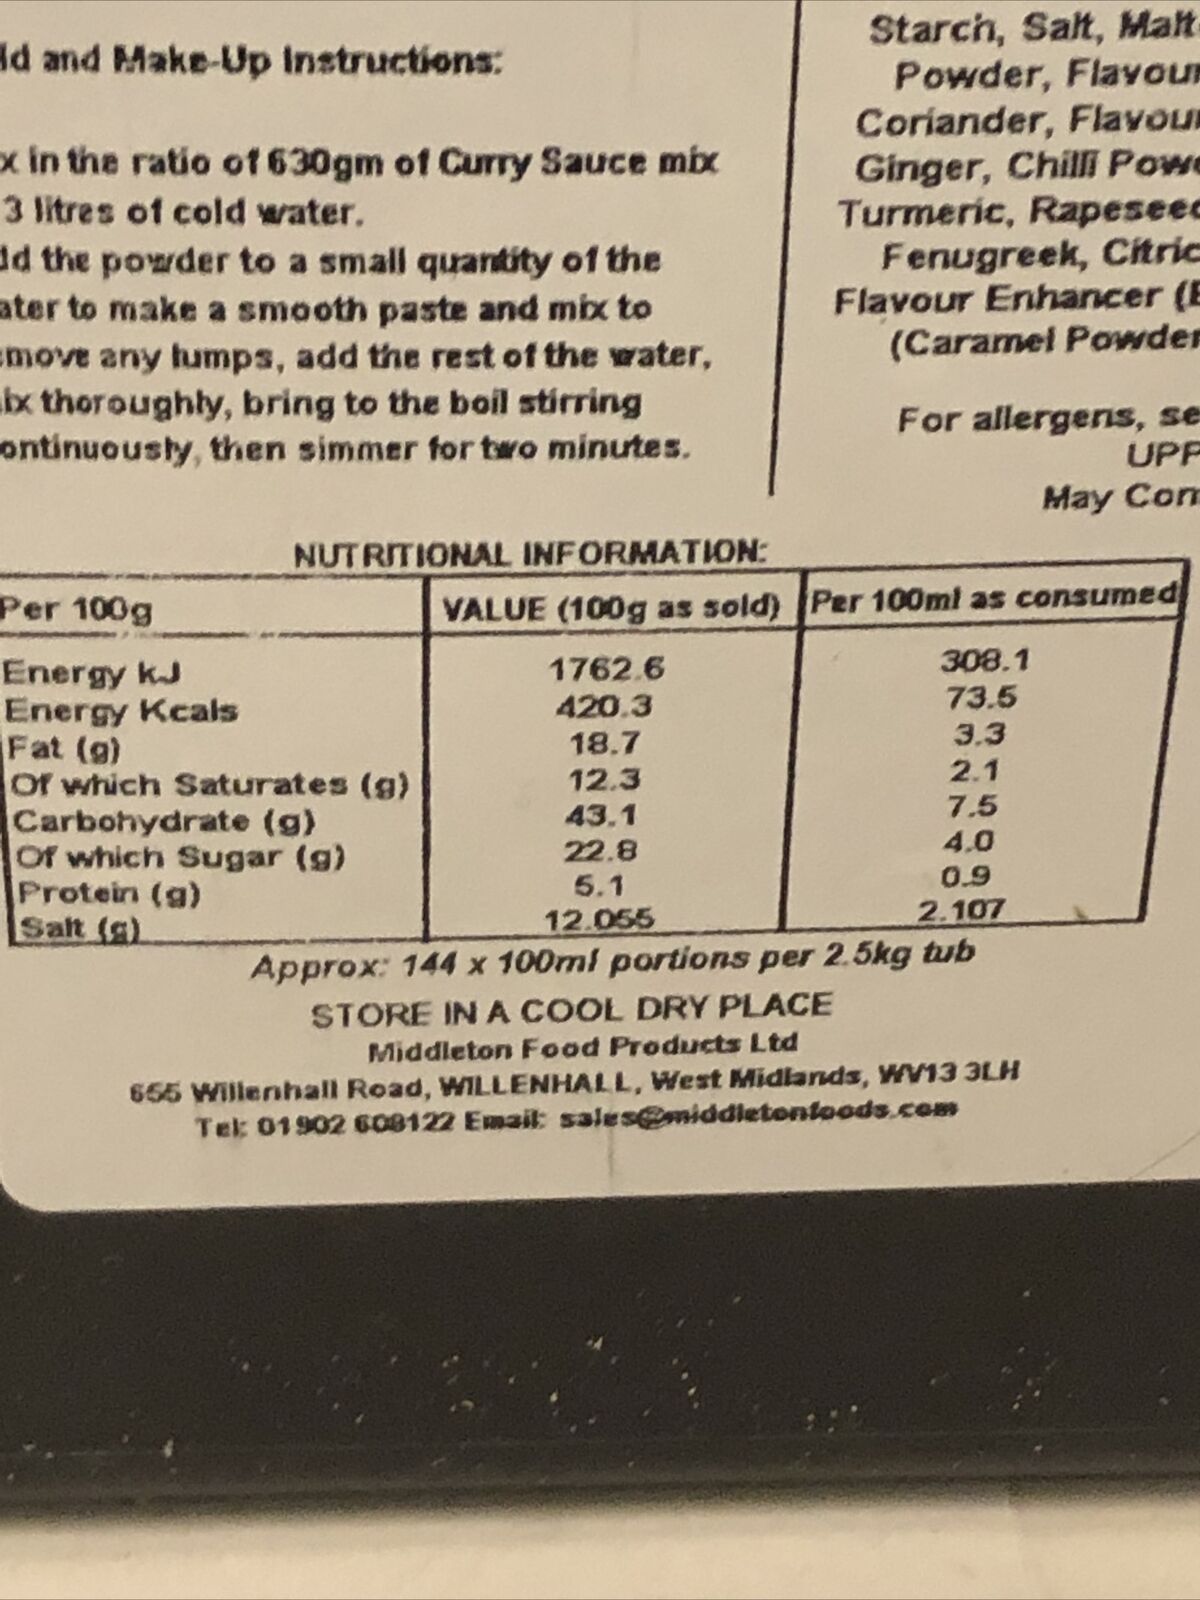 ld and Make-Up Instructions:
x in the ratio of 630gm of Curry Sauce mix
3 litres of cold water.
dd the powder to a small quantity of the
ater to make a smooth paste and mix to
move any lumps, add the rest of the water,
ix thoroughly, bring to the boil stirring
ontinuously, then simmer for two minutes.
Starch, Salt, Malt
Powder, Flavour
Coriander, Flavour
Ginger, Chilli Powd
Turmeric, Rapeseed
Fenugreek, Citric
Flavour Enhancer (E
(Caramel Powder
For allergens, se
UPP
May Con
NUTRITIONAL INFORMATION:
Per 100g VALUE (100g as sold) Per 100ml as consumed
Energy kJ 1762.6 308.1
Energy Kcals 420.3 73.5
Fat (g) 18.7 3.3
Of which Saturates (g) 12.3 2.1
Carbohydrate (g) 43.1 7.5
Of which Sugar (g) 22.8 4.0
Protein (g) 5.1 0.9
Salt (g) 12.055 2.107
Approx: 144 x 100ml portions per 2.5kg tub
STORE IN A COOL DRY PLACE
Middleton Food Products Ltd
655 Willenhall Road, WILLENHALL, West Midlands, WV13 3LH
Tel: 01902 608122 Email: sales@middletonfoods.com